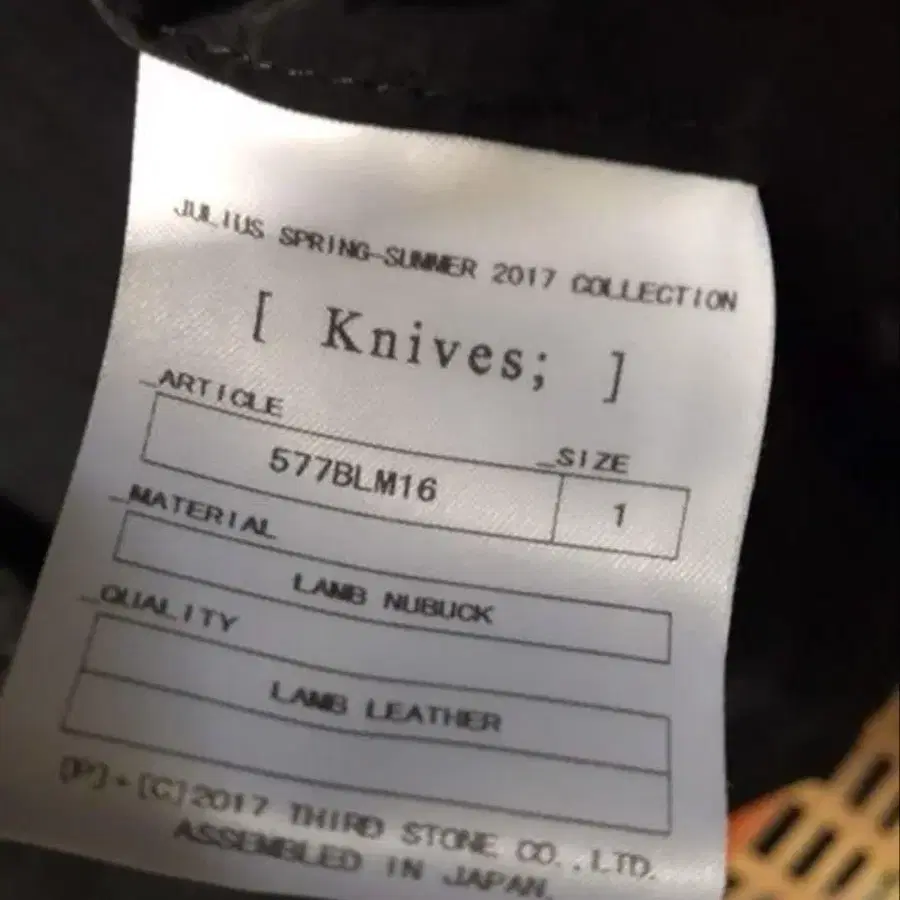 JULIUS SPRING-SUMMER 2017 COLLECTION
[ Knives; ]
_ARTICLE
_SIZE
577BLM16
1
_MATERIAL
LAMB NUBUCK
_QUALITY
LAMB LEATHER
[P]+[C]2017 THIRD STONE CO.,LTD.
ASSEMBLED IN JAPAN.